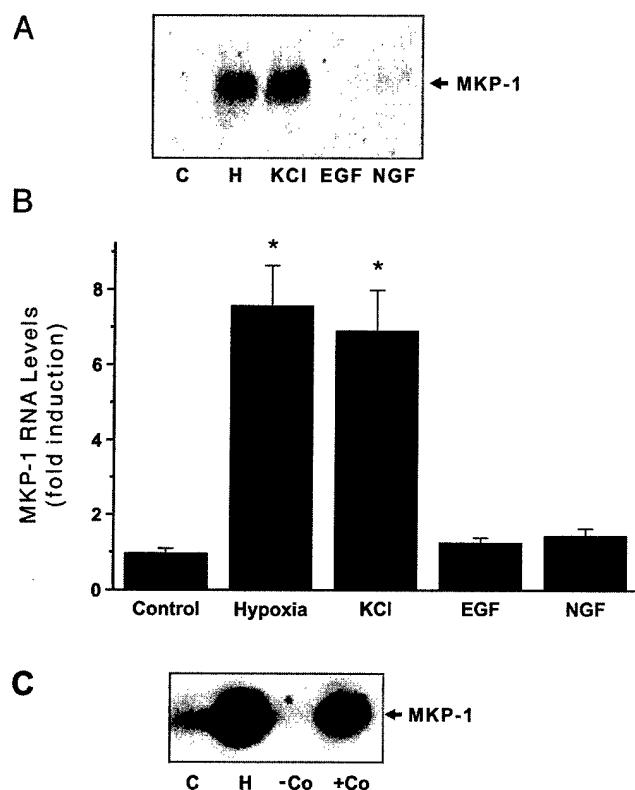 A
← MKP-1
C H KCl EGF NGF
B
MKP-1 RNA Levels
(fold induction)
8
6
4
2
0
* *
Control Hypoxia KCl EGF NGF
C
← MKP-1
C H -Co +Co